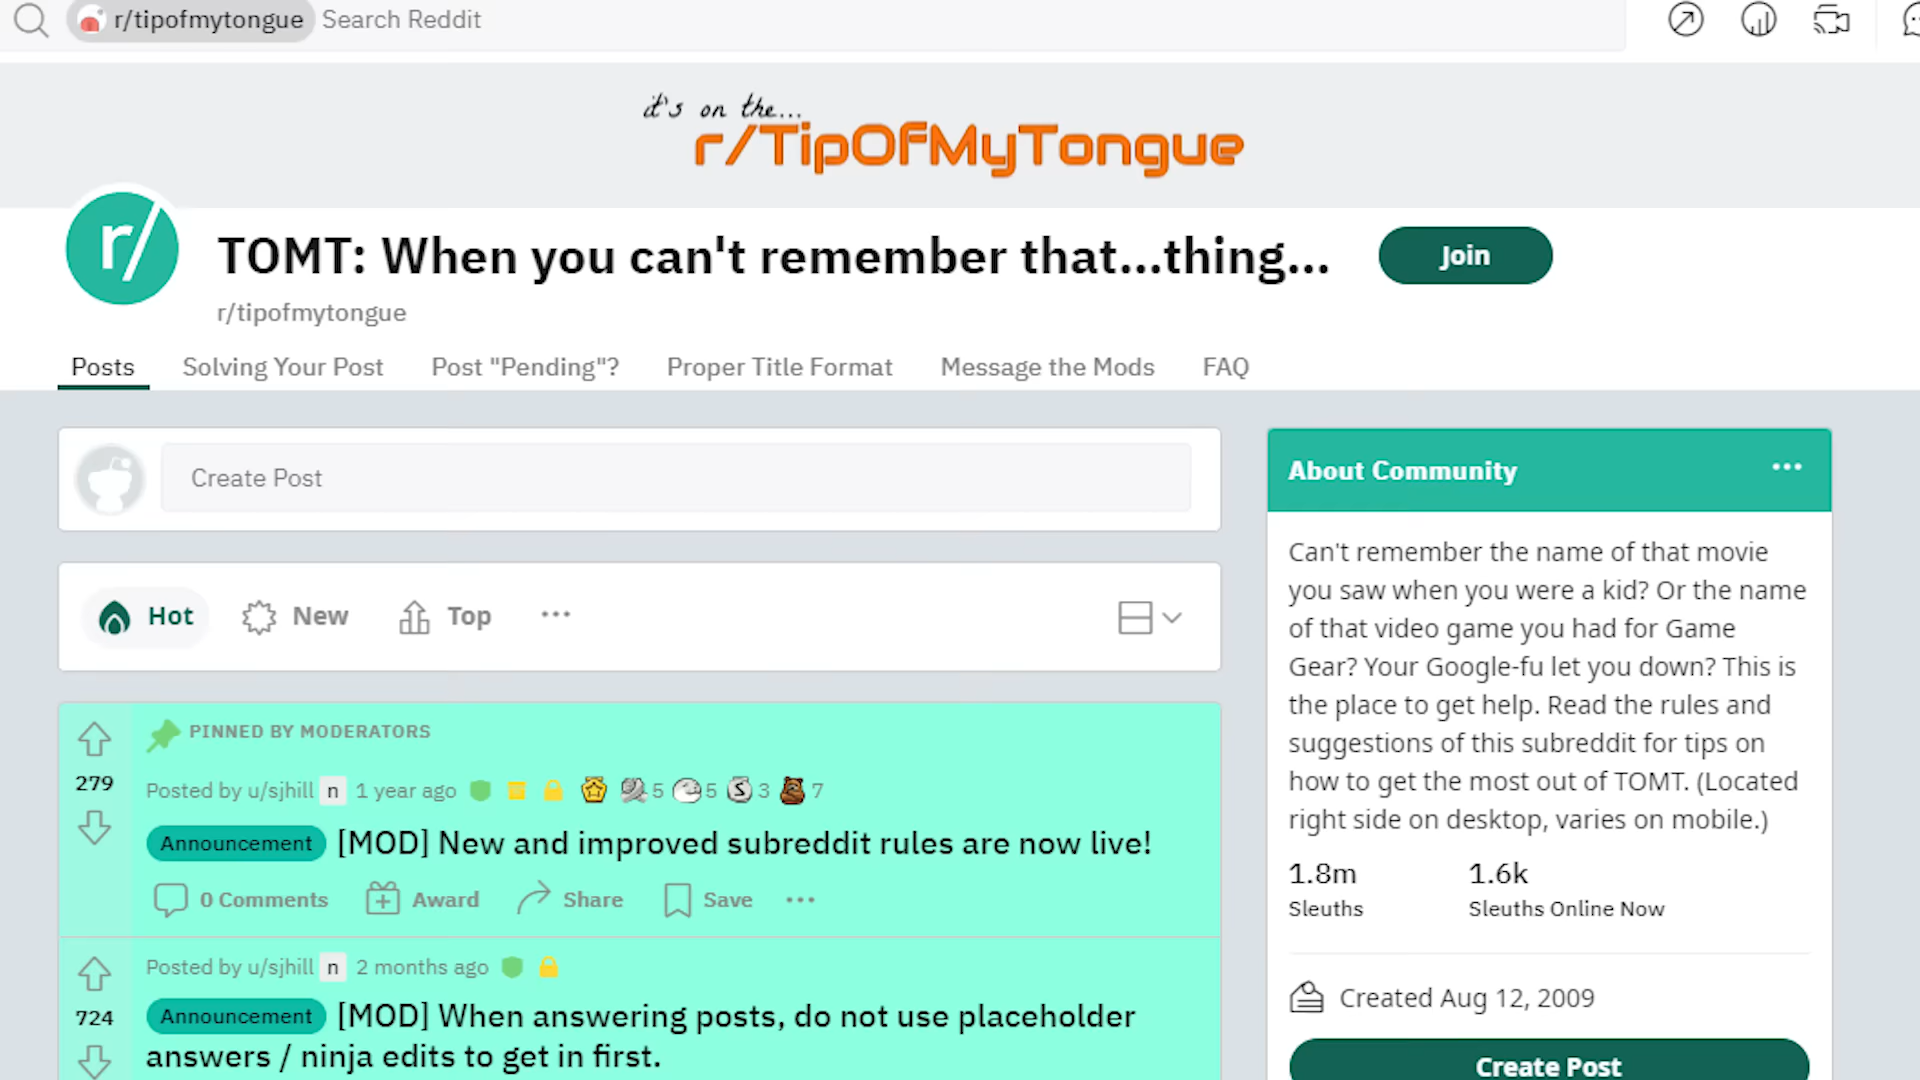 r/tipofmytongue Search Reddit
it's on the...
r/TipOfMyTongue
r/
TOMT: When you can't remember that...thing...
Join
r/tipofmytongue
Posts Solving Your Post Post "Pending"? Proper Title Format Message the Mods FAQ
Create Post
Hot New Top ...
PINNED BY MODERATORS
279
Posted by u/sjhill n 1 year ago 5 5 S 3 7
Announcement [MOD] New and improved subreddit rules are now live!
0 Comments Award Share Save ...
Posted by u/sjhill n 2 months ago
724
Announcement [MOD] When answering posts, do not use placeholder
answers / ninja edits to get in first.
About Community ...
Can't remember the name of that movie
you saw when you were a kid? Or the name
of that video game you had for Game
Gear? Your Google-fu let you down? This is
the place to get help. Read the rules and
suggestions of this subreddit for tips on
how to get the most out of TOMT. (Located
right side on desktop, varies on mobile.)
1.8m 1.6k
Sleuths Sleuths Online Now
Created Aug 12, 2009
Create Post